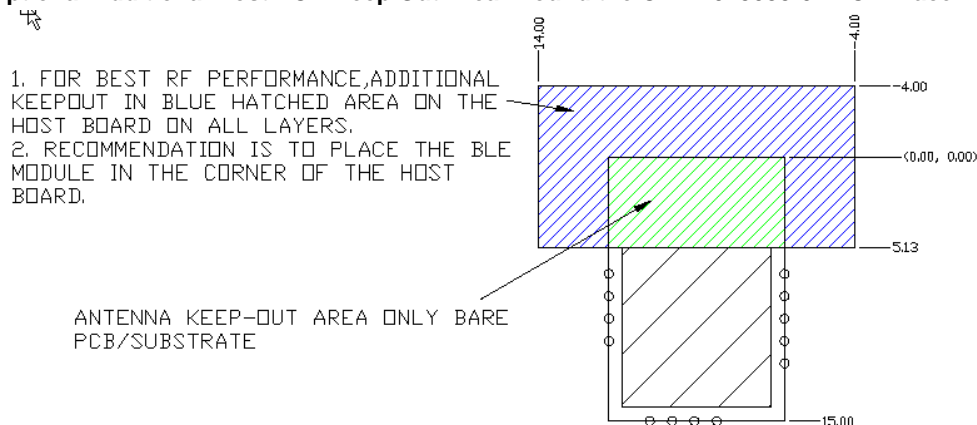 14.00
-4.00
1. FOR BEST RF PERFORMANCE,ADDITIONAL
KEEPOUT IN BLUE HATCHED AREA ON THE
HOST BOARD ON ALL LAYERS.
2. RECOMMENDATION IS TO PLACE THE BLE
MODULE IN THE CORNER OF THE HOST
BOARD.
-4.00
(0.00, 0.00)
5.13
ANTENNA KEEP-OUT AREA ONLY BARE
PCB/SUBSTRATE
15.00